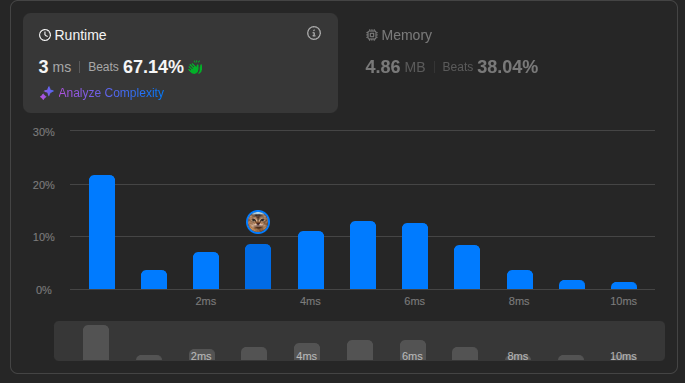 Runtime
3 ms | Beats 67.14%
Analyze Complexity
Memory
4.86 MB | Beats 38.04%
30%
20%
10%
0%
2ms 4ms 6ms 8ms 10ms
2ms 4ms 6ms 8ms 10ms